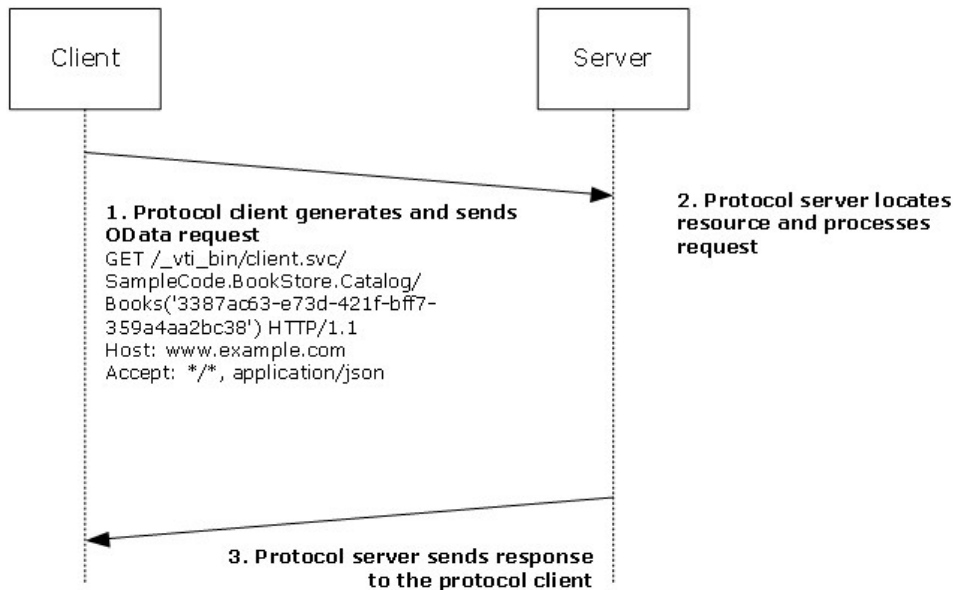 Client
Server
1. Protocol client generates and sends
OData request
GET /_vti_bin/client.svc/
SampleCode.BookStore.Catalog/
Books('3387ac63-e73d-421f-bff7-
359a4aa2bc38') HTTP/1.1
Host: www.example.com
Accept: */*, application/json
2. Protocol server locates
resource and processes
request
3. Protocol server sends response
to the protocol client